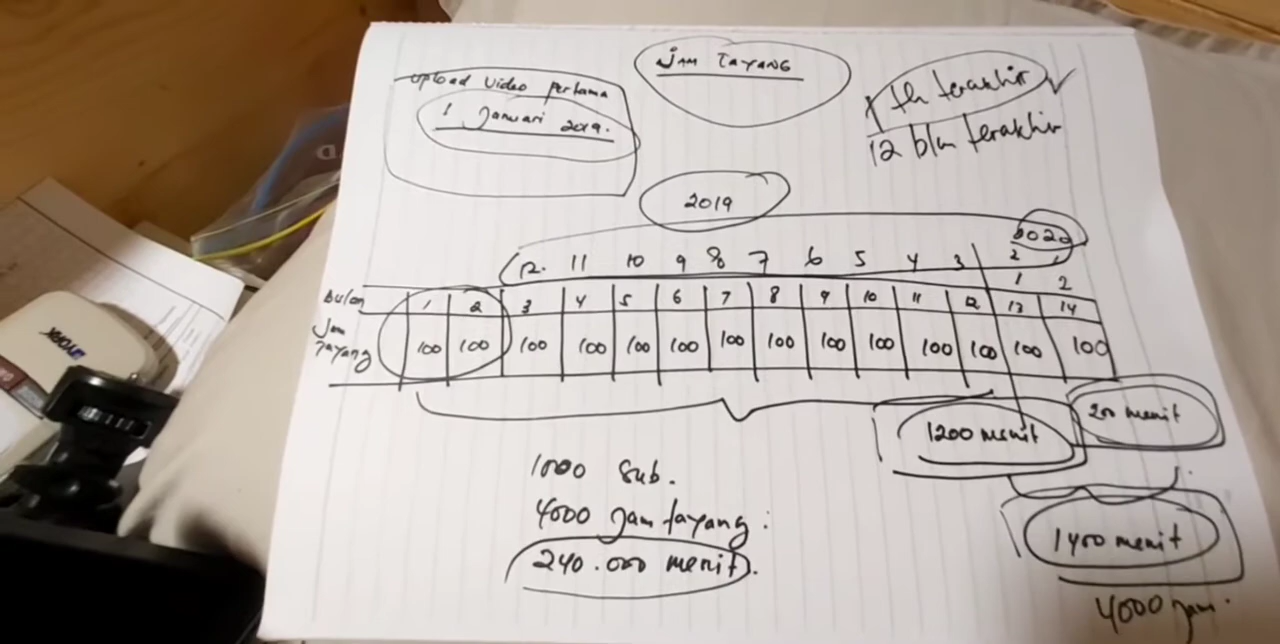 JAM TAYANG
Upload Video Pertama
1 Januari 2019.
1 th terakhir
12 bln terakhir
2019
2020
12. 11 10 9 8 7 6 5 4 3 2 1
1 2
Bulan 1 2 3 4 5 6 7 8 9 10 11 12 13 14
Jam Tayang 100 100 100 100 100 100 100 100 100 100 100 100 100 100
1200 menit
200 menit
1000 sub.
4000 Jam tayang.
240.000 menit.
1400 menit
4000 jam.